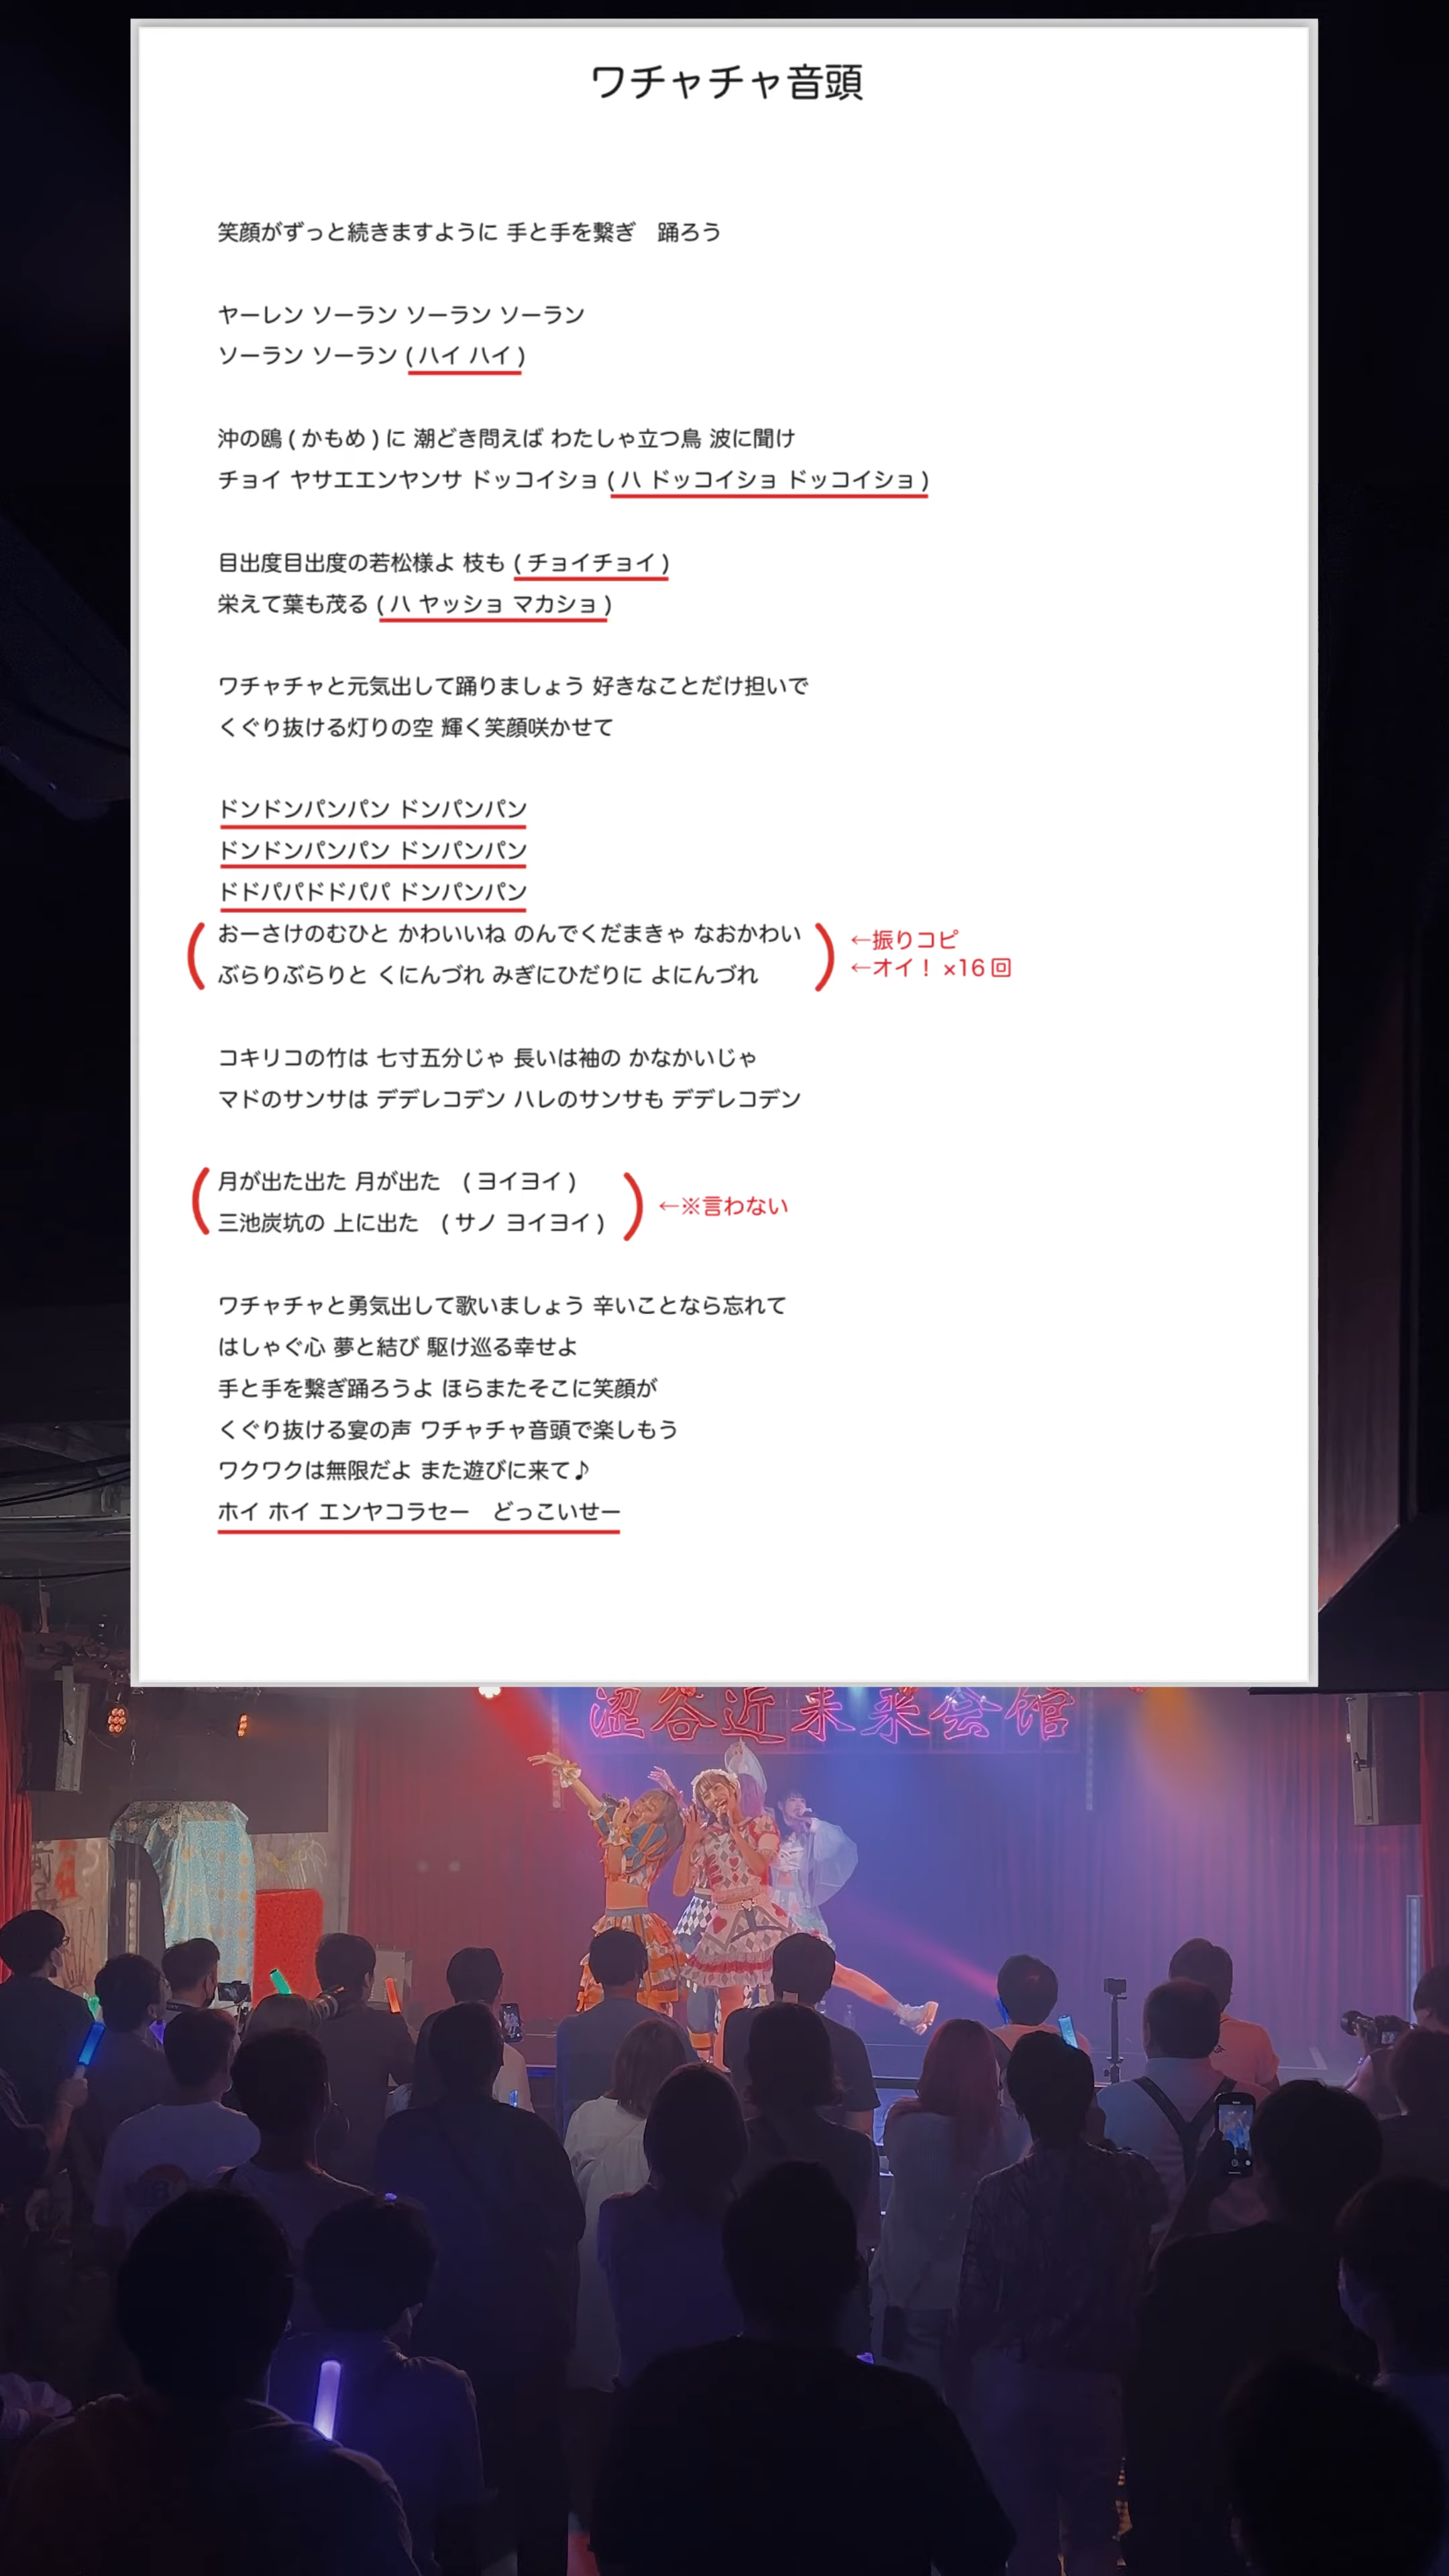 ワチャチャ音頭
笑顔がずっと続きますように 手と手を繋ぎ　踊ろう
ヤーレン ソーラン ソーラン ソーラン
ソーラン ソーラン ( ハイ ハイ )
沖の鴎 ( かもめ ) に 潮どき問えば わたしゃ立つ鳥 波に聞け
チョイ ヤサエエンヤンサ ドッコイショ ( ハ ドッコイショ ドッコイショ )
目出度目出度の若松様よ 枝も ( チョイチョイ )
栄えて葉も茂る ( ハ ヤッショ マカショ )
ワチャチャと元気出して踊りましょう 好きなことだけ担いで
くぐり抜ける灯りの空 輝く笑顔咲かせて
ドンドンパンパン ドンパンパン
ドンドンパンパン ドンパンパン
ドドパパドドパパ ドンパンパン
おーさけのむひと かわいいね のんでくだまきゃ なおかわい ←振りコピ
ぶらりぶらりと くにんづれ みぎにひだりに よにんづれ ←オイ！ ×16回
コキリコの竹は 七寸五分じゃ 長いは袖の かなかいじゃ
マドのサンサは デデレコデン ハレのサンサも デデレコデン
月が出た出た 月が出た　( ヨイヨイ )
三池炭坑の 上に出た　( サノ ヨイヨイ )
←※言わない
ワチャチャと勇気出して歌いましょう 辛いことなら忘れて
はしゃぐ心 夢と結び 駆け巡る幸せよ
手と手を繋ぎ踊ろうよ ほらまたそこに笑顔が
くぐり抜ける宴の声 ワチャチャ音頭で楽しもう
ワクワクは無限だよ また遊びに来て♪
ホイ ホイ エンヤコラセー　どっこいせー
澀谷近未来会馆